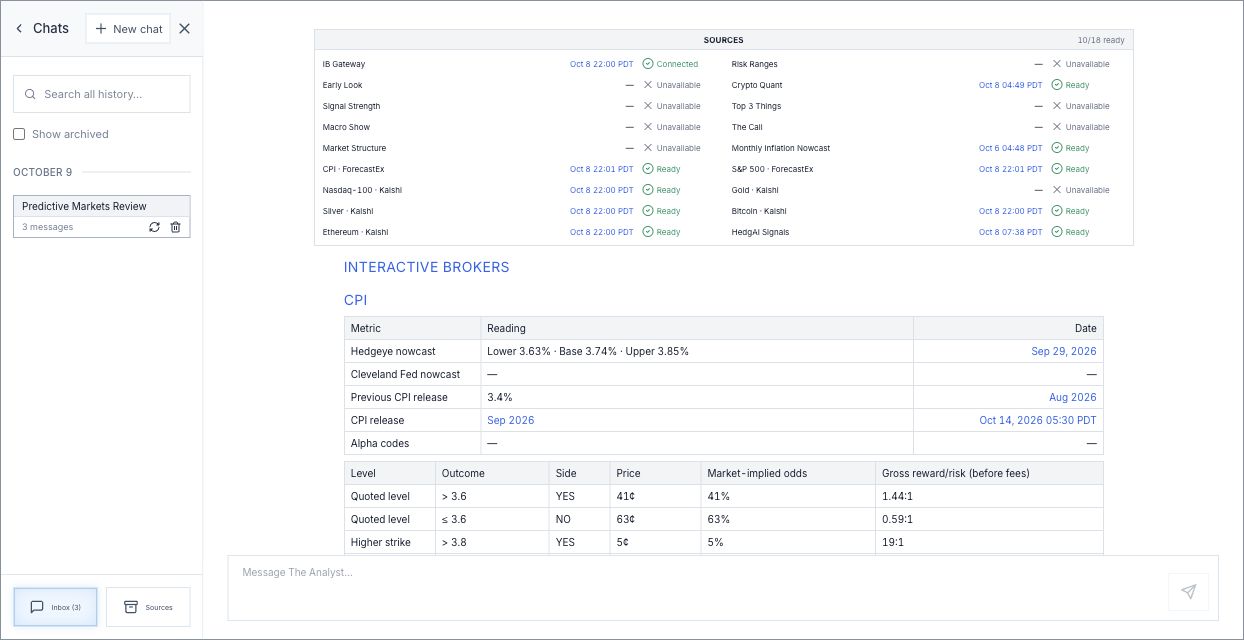 Chats
New chat
Search all history...
Show archived
OCTOBER 9
Predictive Markets Review
3 messages
Inbox (3)
Sources
SOURCES 10/18 ready
IB Gateway Oct 8 22:00 PDT Connected Risk Ranges — Unavailable
Early Look — Unavailable Crypto Quant Oct 8 04:49 PDT Ready
Signal Strength — Unavailable Top 3 Things — Unavailable
Macro Show — Unavailable The Call — Unavailable
Market Structure — Unavailable Monthly Inflation Nowcast Oct 6 04:48 PDT Ready
CPI · ForecastEx Oct 8 22:01 PDT Ready S&P 500 · ForecastEx Oct 8 22:01 PDT Ready
Nasdaq-100 · Kalshi Oct 8 22:00 PDT Ready Gold · Kalshi — Unavailable
Silver · Kalshi Oct 8 22:00 PDT Ready Bitcoin · Kalshi Oct 8 22:00 PDT Ready
Ethereum · Kalshi Oct 8 22:00 PDT Ready HedgAI Signals Oct 8 07:38 PDT Ready
INTERACTIVE BROKERS
CPI
Metric Reading Date
Hedgeye nowcast Lower 3.63% · Base 3.74% · Upper 3.85% Sep 29, 2026
Cleveland Fed nowcast — —
Previous CPI release 3.4% Aug 2026
CPI release Sep 2026 Oct 14, 2026 05:30 PDT
Alpha codes — —
Level Outcome Side Price Market-implied odds Gross reward/risk (before fees)
Quoted level > 3.6 YES 41¢ 41% 1.44:1
Quoted level ≤ 3.6 NO 63¢ 63% 0.59:1
Higher strike > 3.8 YES 5¢ 5% 19:1
Message The Analyst...